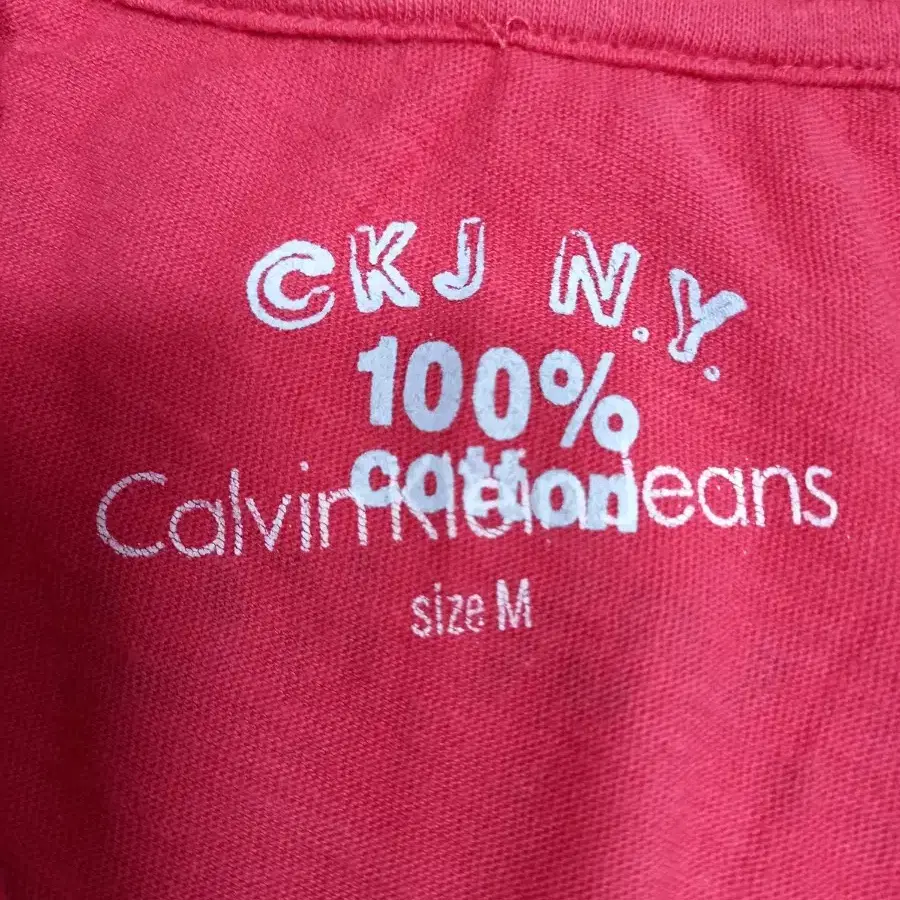 CKJ N.Y.
100%
cotton
Calvin Klein Jeans
size M